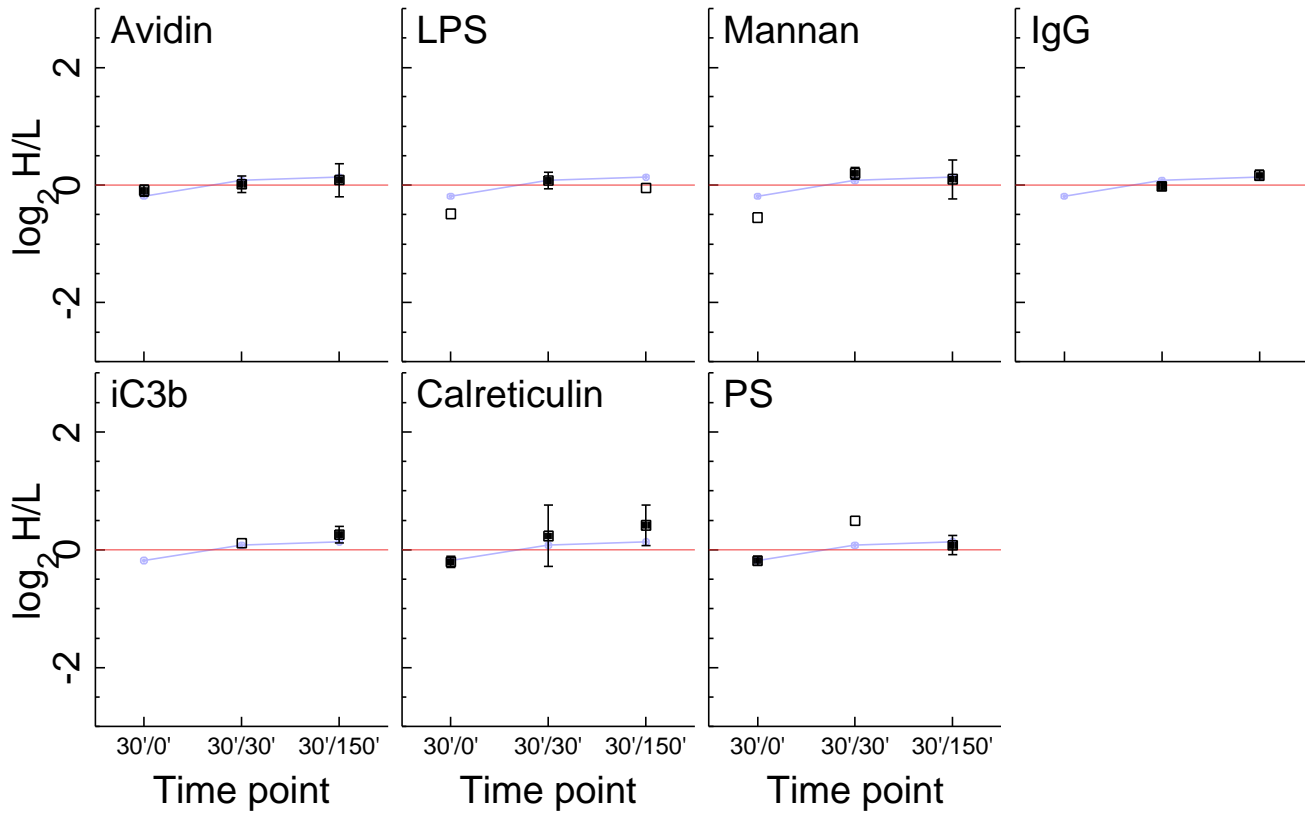 Avidin
LPS
Mannan
IgG
log2 H/L
2
0
-2
iC3b
Calreticulin
PS
log2 H/L
2
0
-2
30'/0' 30'/30' 30'/150'
30'/0' 30'/30' 30'/150'
30'/0' 30'/30' 30'/150'
Time point
Time point
Time point